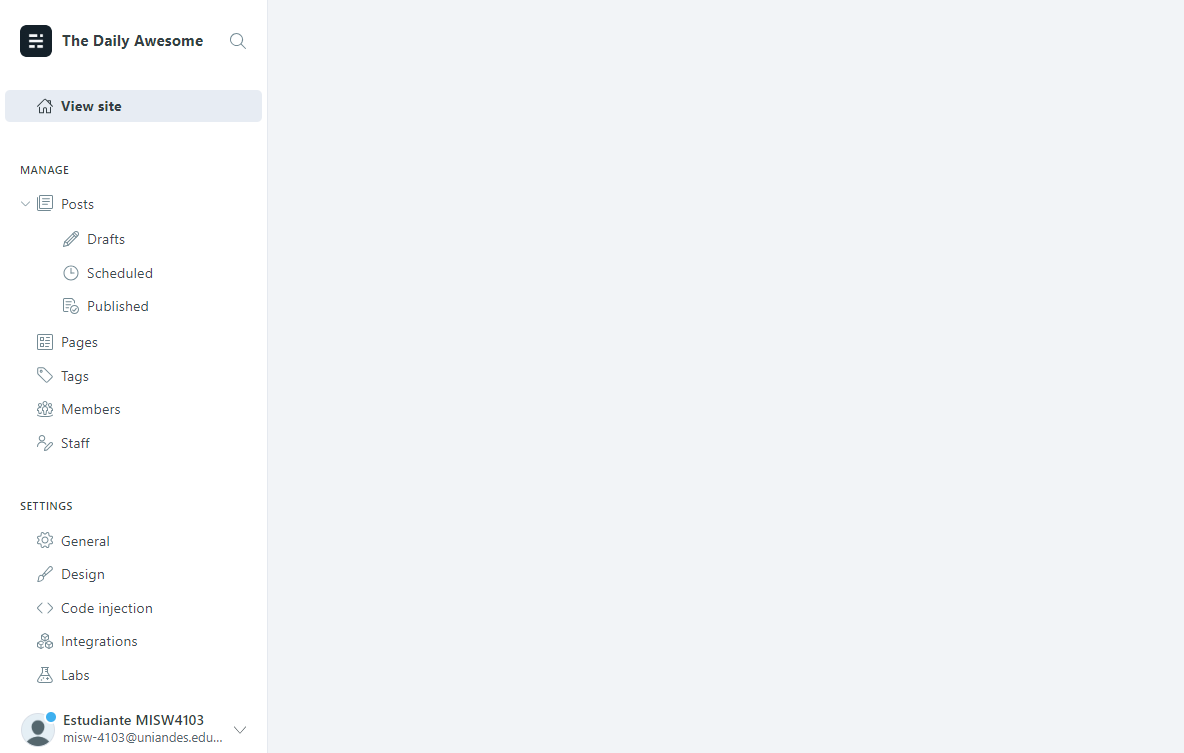 The Daily Awesome
View site
MANAGE
Posts
Drafts
Scheduled
Published
Pages
Tags
Members
Staff
SETTINGS
General
Design
Code injection
Integrations
Labs
Estudiante MISW4103
misw-4103@uniandes.edu...